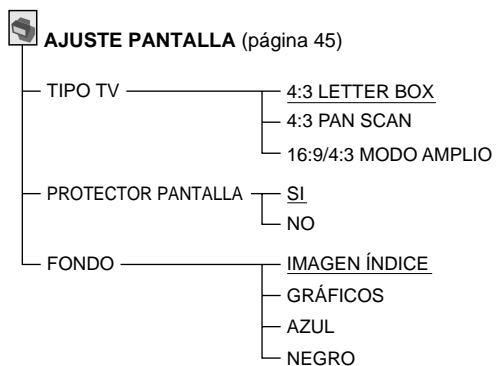 AJUSTE PANTALLA (página 45)
TIPO TV
4:3 LETTER BOX
4:3 PAN SCAN
16:9/4:3 MODO AMPLIO
PROTECTOR PANTALLA
SI
NO
FONDO
IMAGEN ÍNDICE
GRÁFICOS
AZUL
NEGRO